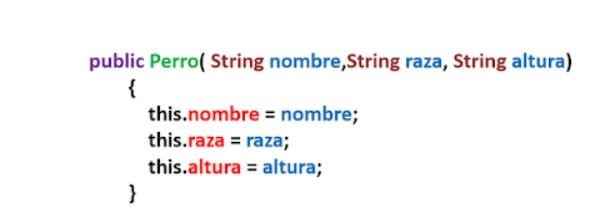 public Perro( String nombre,String raza, String altura)
{
this.nombre = nombre;
this.raza = raza;
this.altura = altura;
}